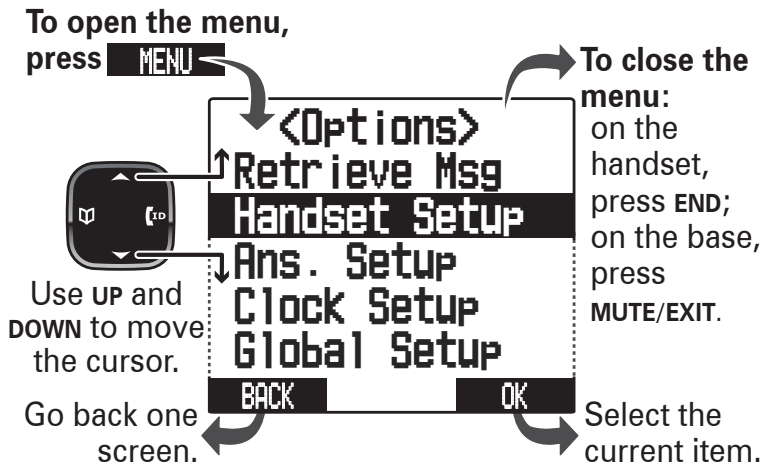 To open the menu,
press MENU
To close the
menu:
on the
handset,
press END;
on the base,
press
MUTE/EXIT.
<Options>
Retrieve Msg
Handset Setup
Ans. Setup
Clock Setup
Global Setup
BACK OK
ID
Use UP and
DOWN to move
the cursor.
Go back one
screen.
Select the
current item.